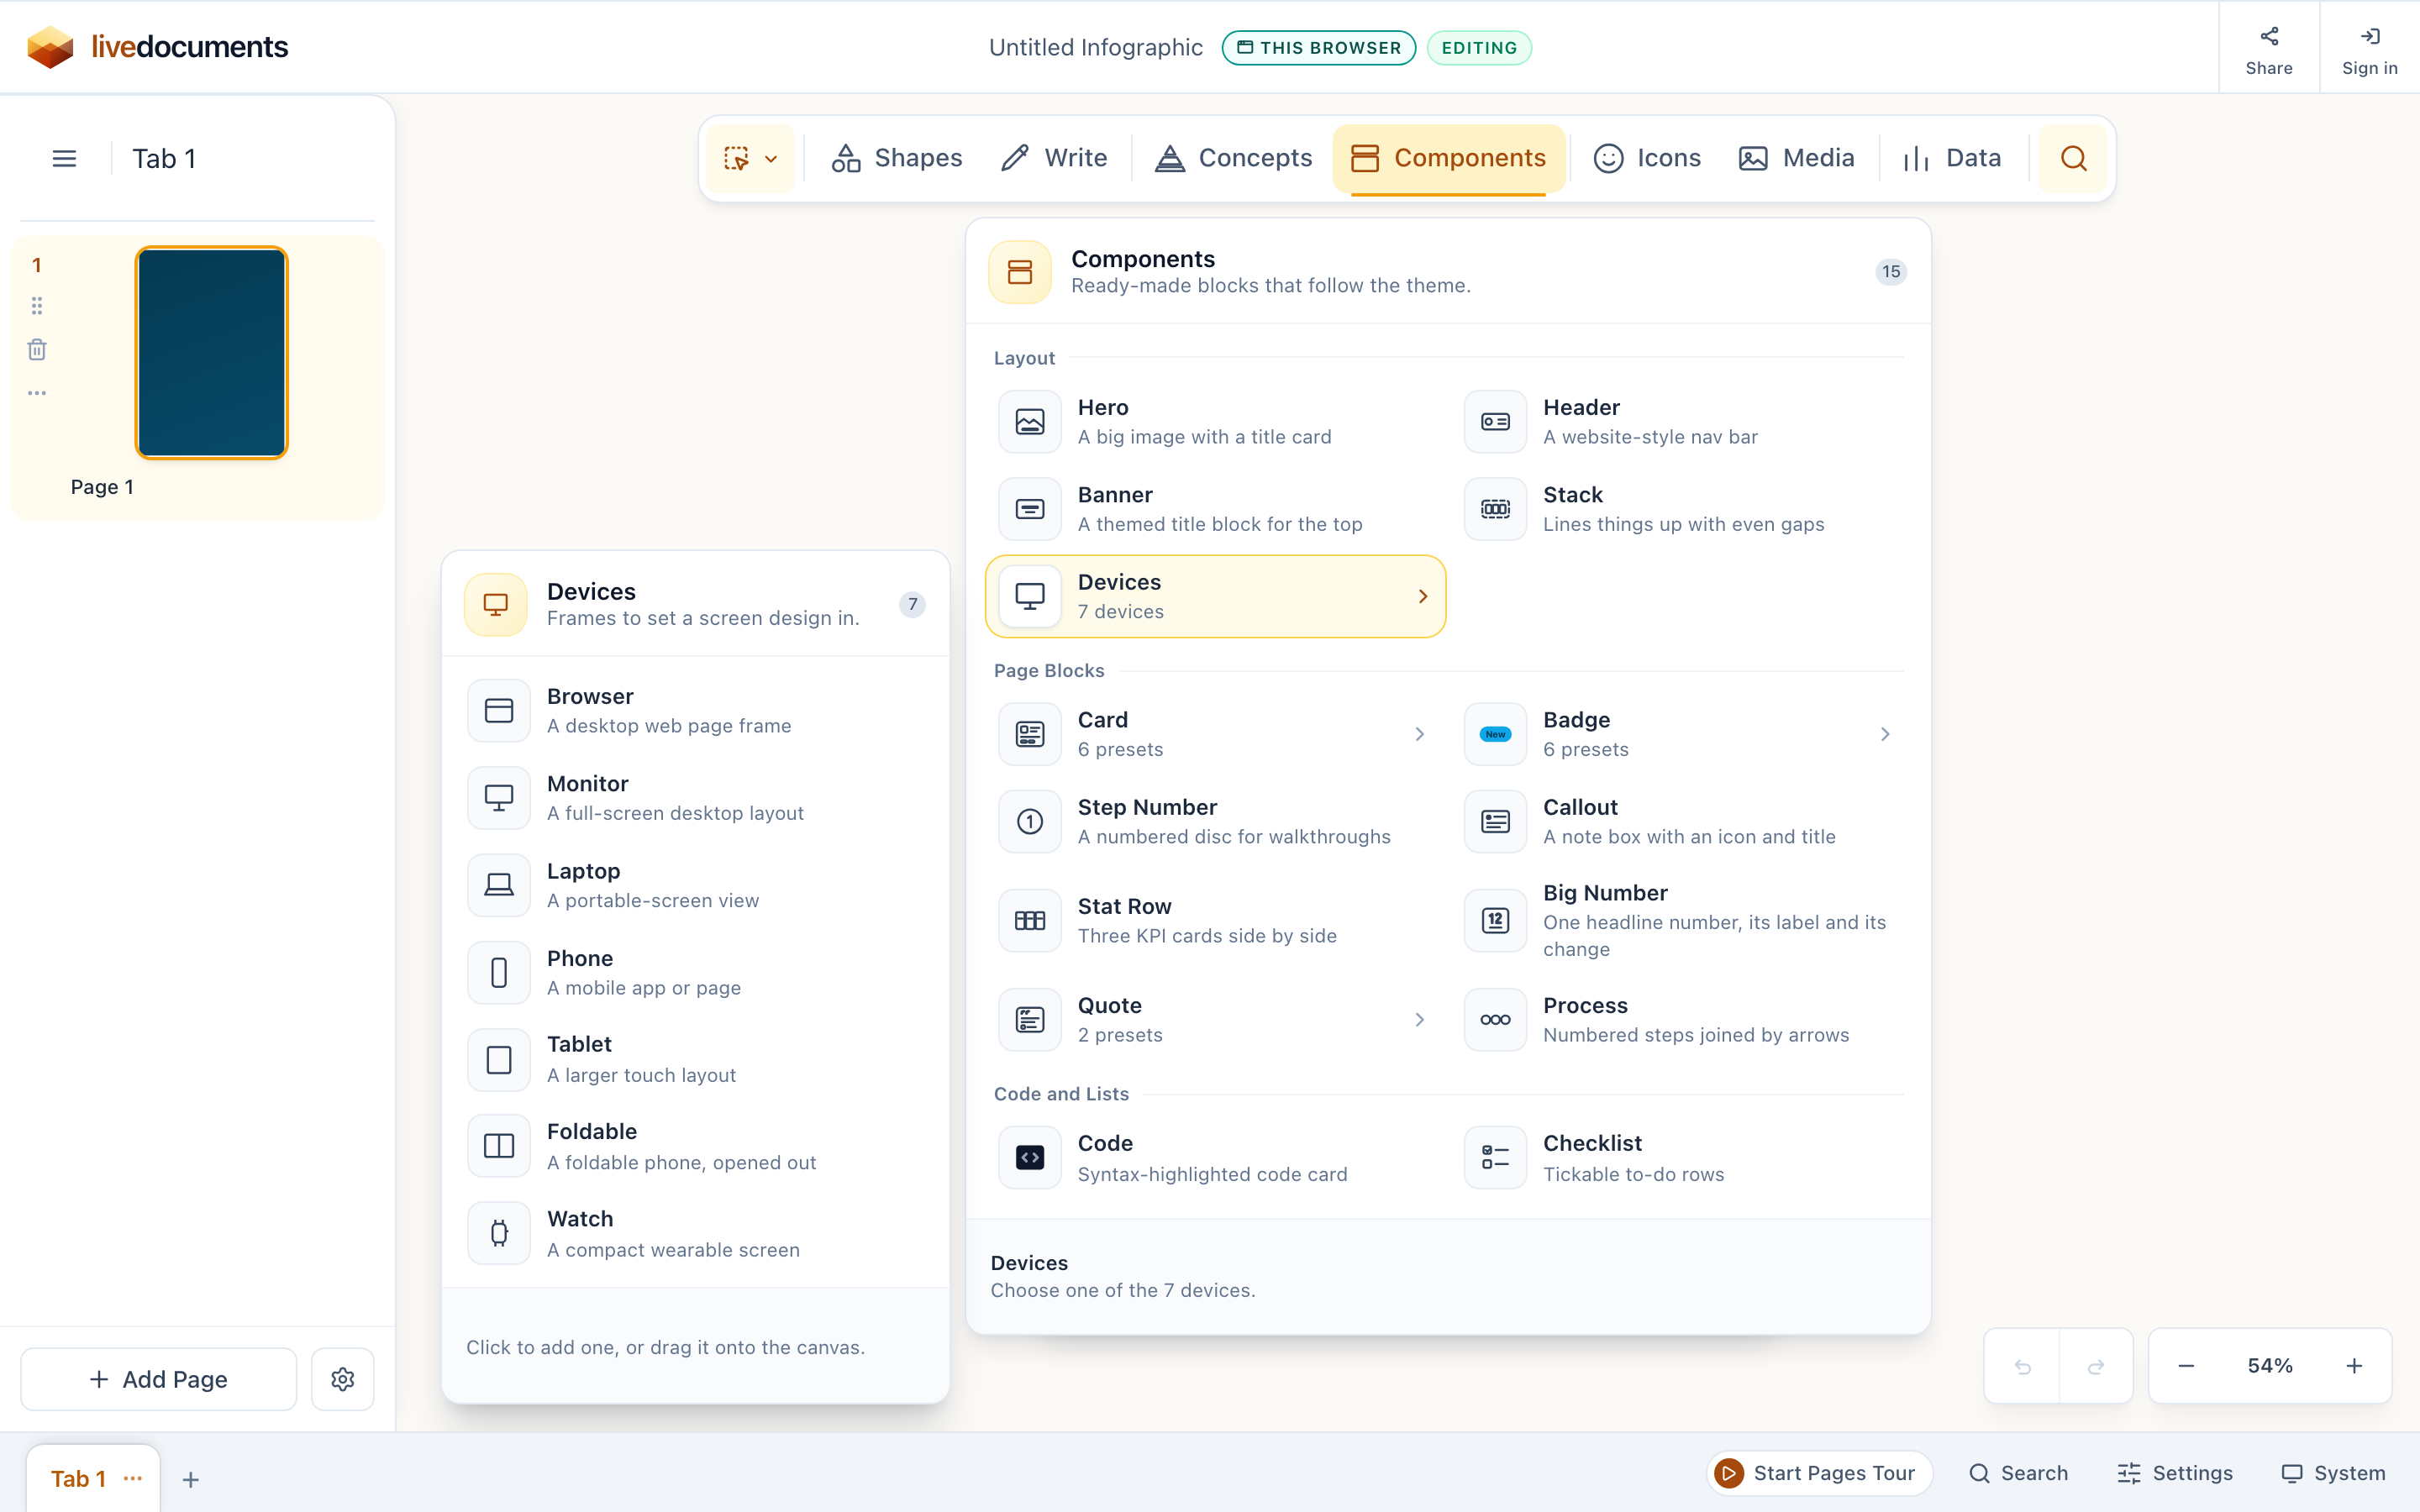 livedocuments
Untitled Infographic
THIS BROWSER
EDITING
Share
Sign in
Tab 1
Shapes
Write
Concepts
Components
Icons
Media
Data
1
Page 1
Components
Ready-made blocks that follow the theme.
15
Layout
Hero
A big image with a title card
Header
A website-style nav bar
Banner
A themed title block for the top
Stack
Lines things up with even gaps
Devices
7 devices
Page Blocks
Card
6 presets
New
Badge
6 presets
1
Step Number
A numbered disc for walkthroughs
Callout
A note box with an icon and title
Stat Row
Three KPI cards side by side
12
Big Number
One headline number, its label and its
change
Quote
2 presets
Process
Numbered steps joined by arrows
Code and Lists
Code
Syntax-highlighted code card
Checklist
Tickable to-do rows
Devices
Choose one of the 7 devices.
Devices
Frames to set a screen design in.
7
Browser
A desktop web page frame
Monitor
A full-screen desktop layout
Laptop
A portable-screen view
Phone
A mobile app or page
Tablet
A larger touch layout
Foldable
A foldable phone, opened out
Watch
A compact wearable screen
Click to add one, or drag it onto the canvas.
Add Page
54%
Tab 1
Start Pages Tour
Search
Settings
System